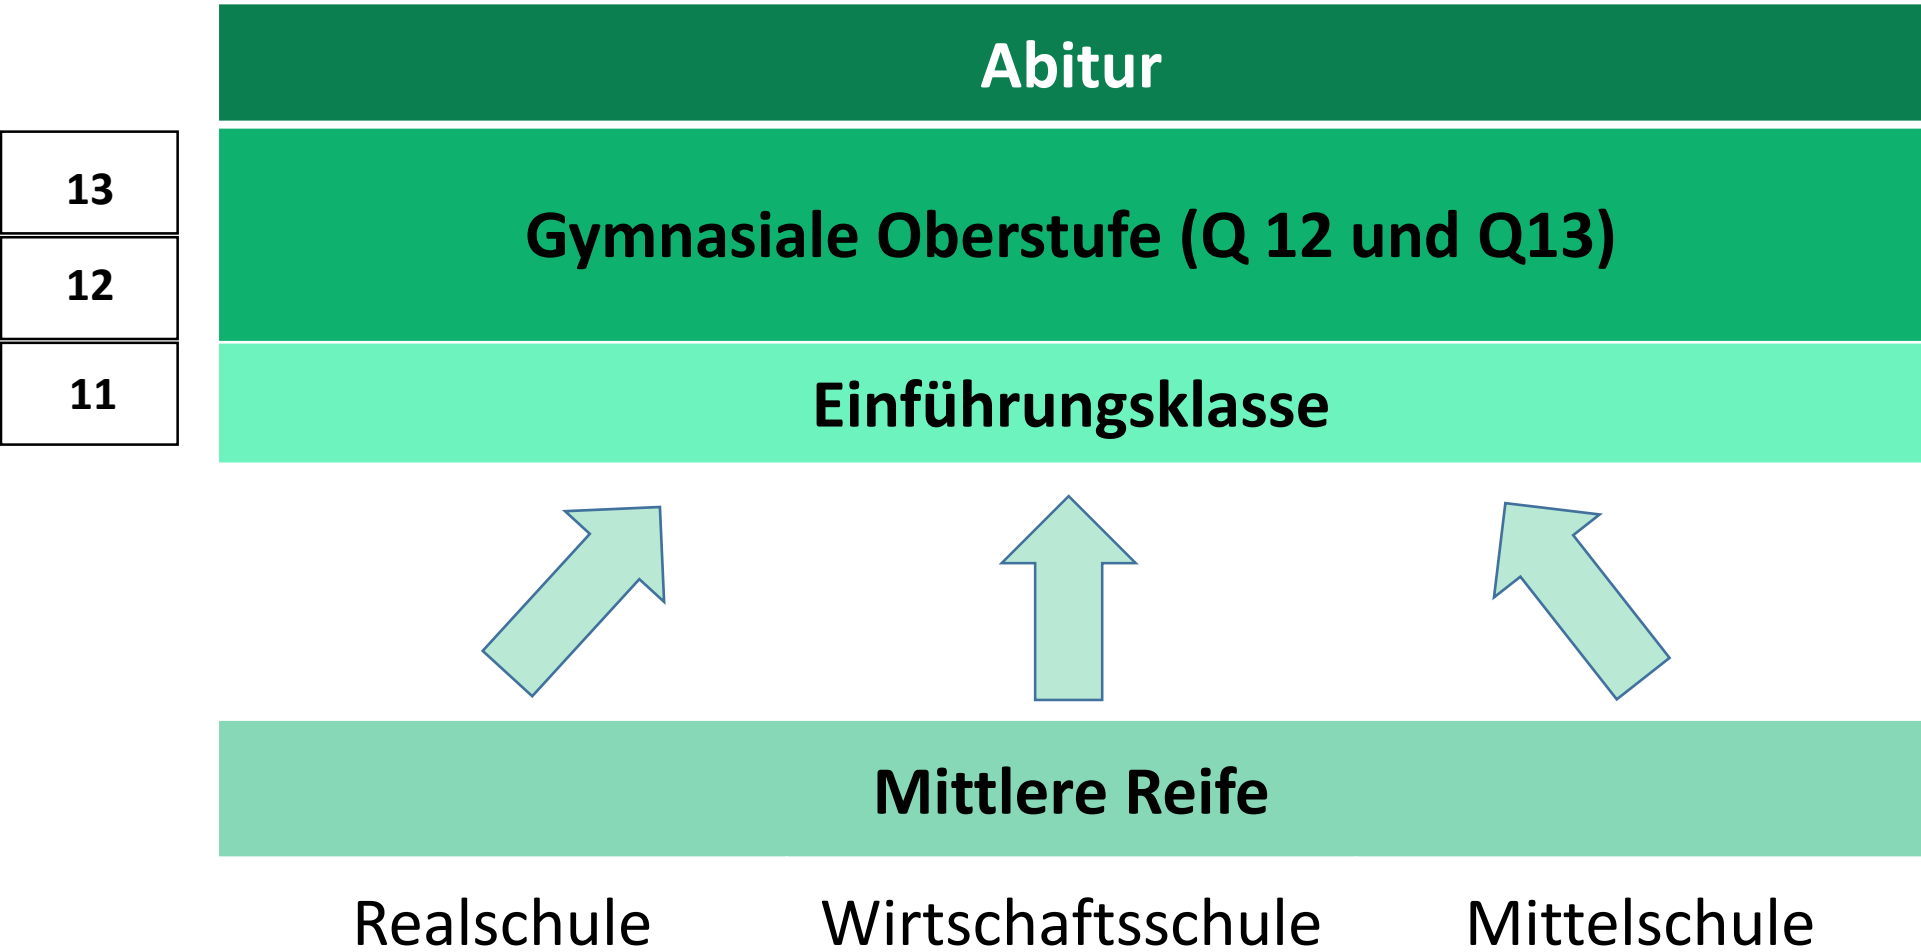 Abitur
13
Gymnasiale Oberstufe (Q 12 und Q13)
12
11
Einführungsklasse
Mittlere Reife
Realschule
Wirtschaftsschule
Mittelschule